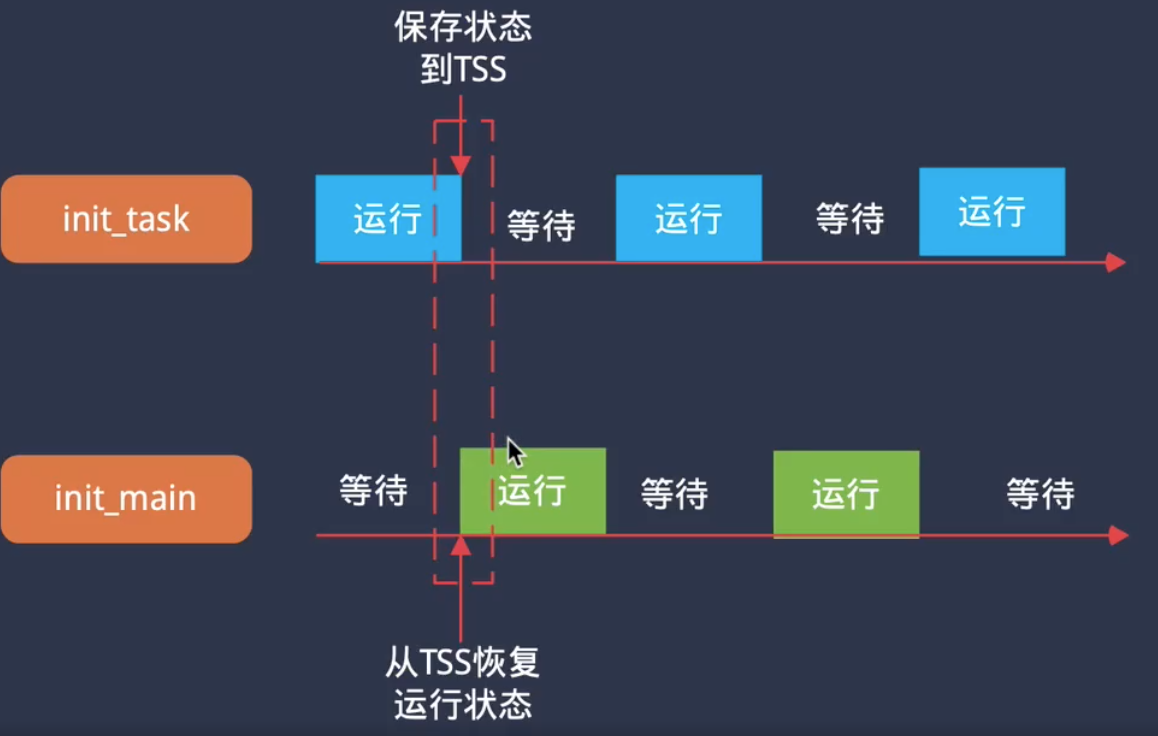 保存状态
到TSS
init_task
运行
等待
运行
等待
运行
init_main
等待
运行
等待
运行
等待
从TSS恢复
运行状态